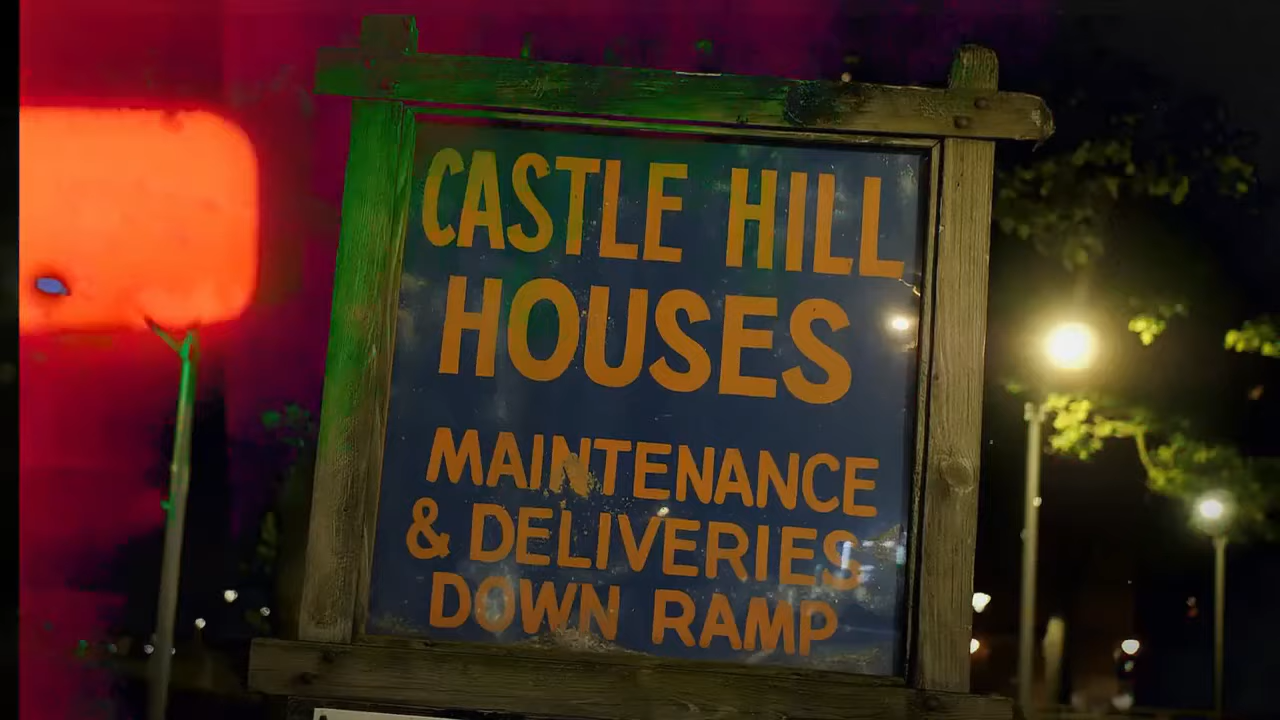 CASTLE HILL
HOUSES
MAINTENANCE
& DELIVERIES
DOWN RAMP